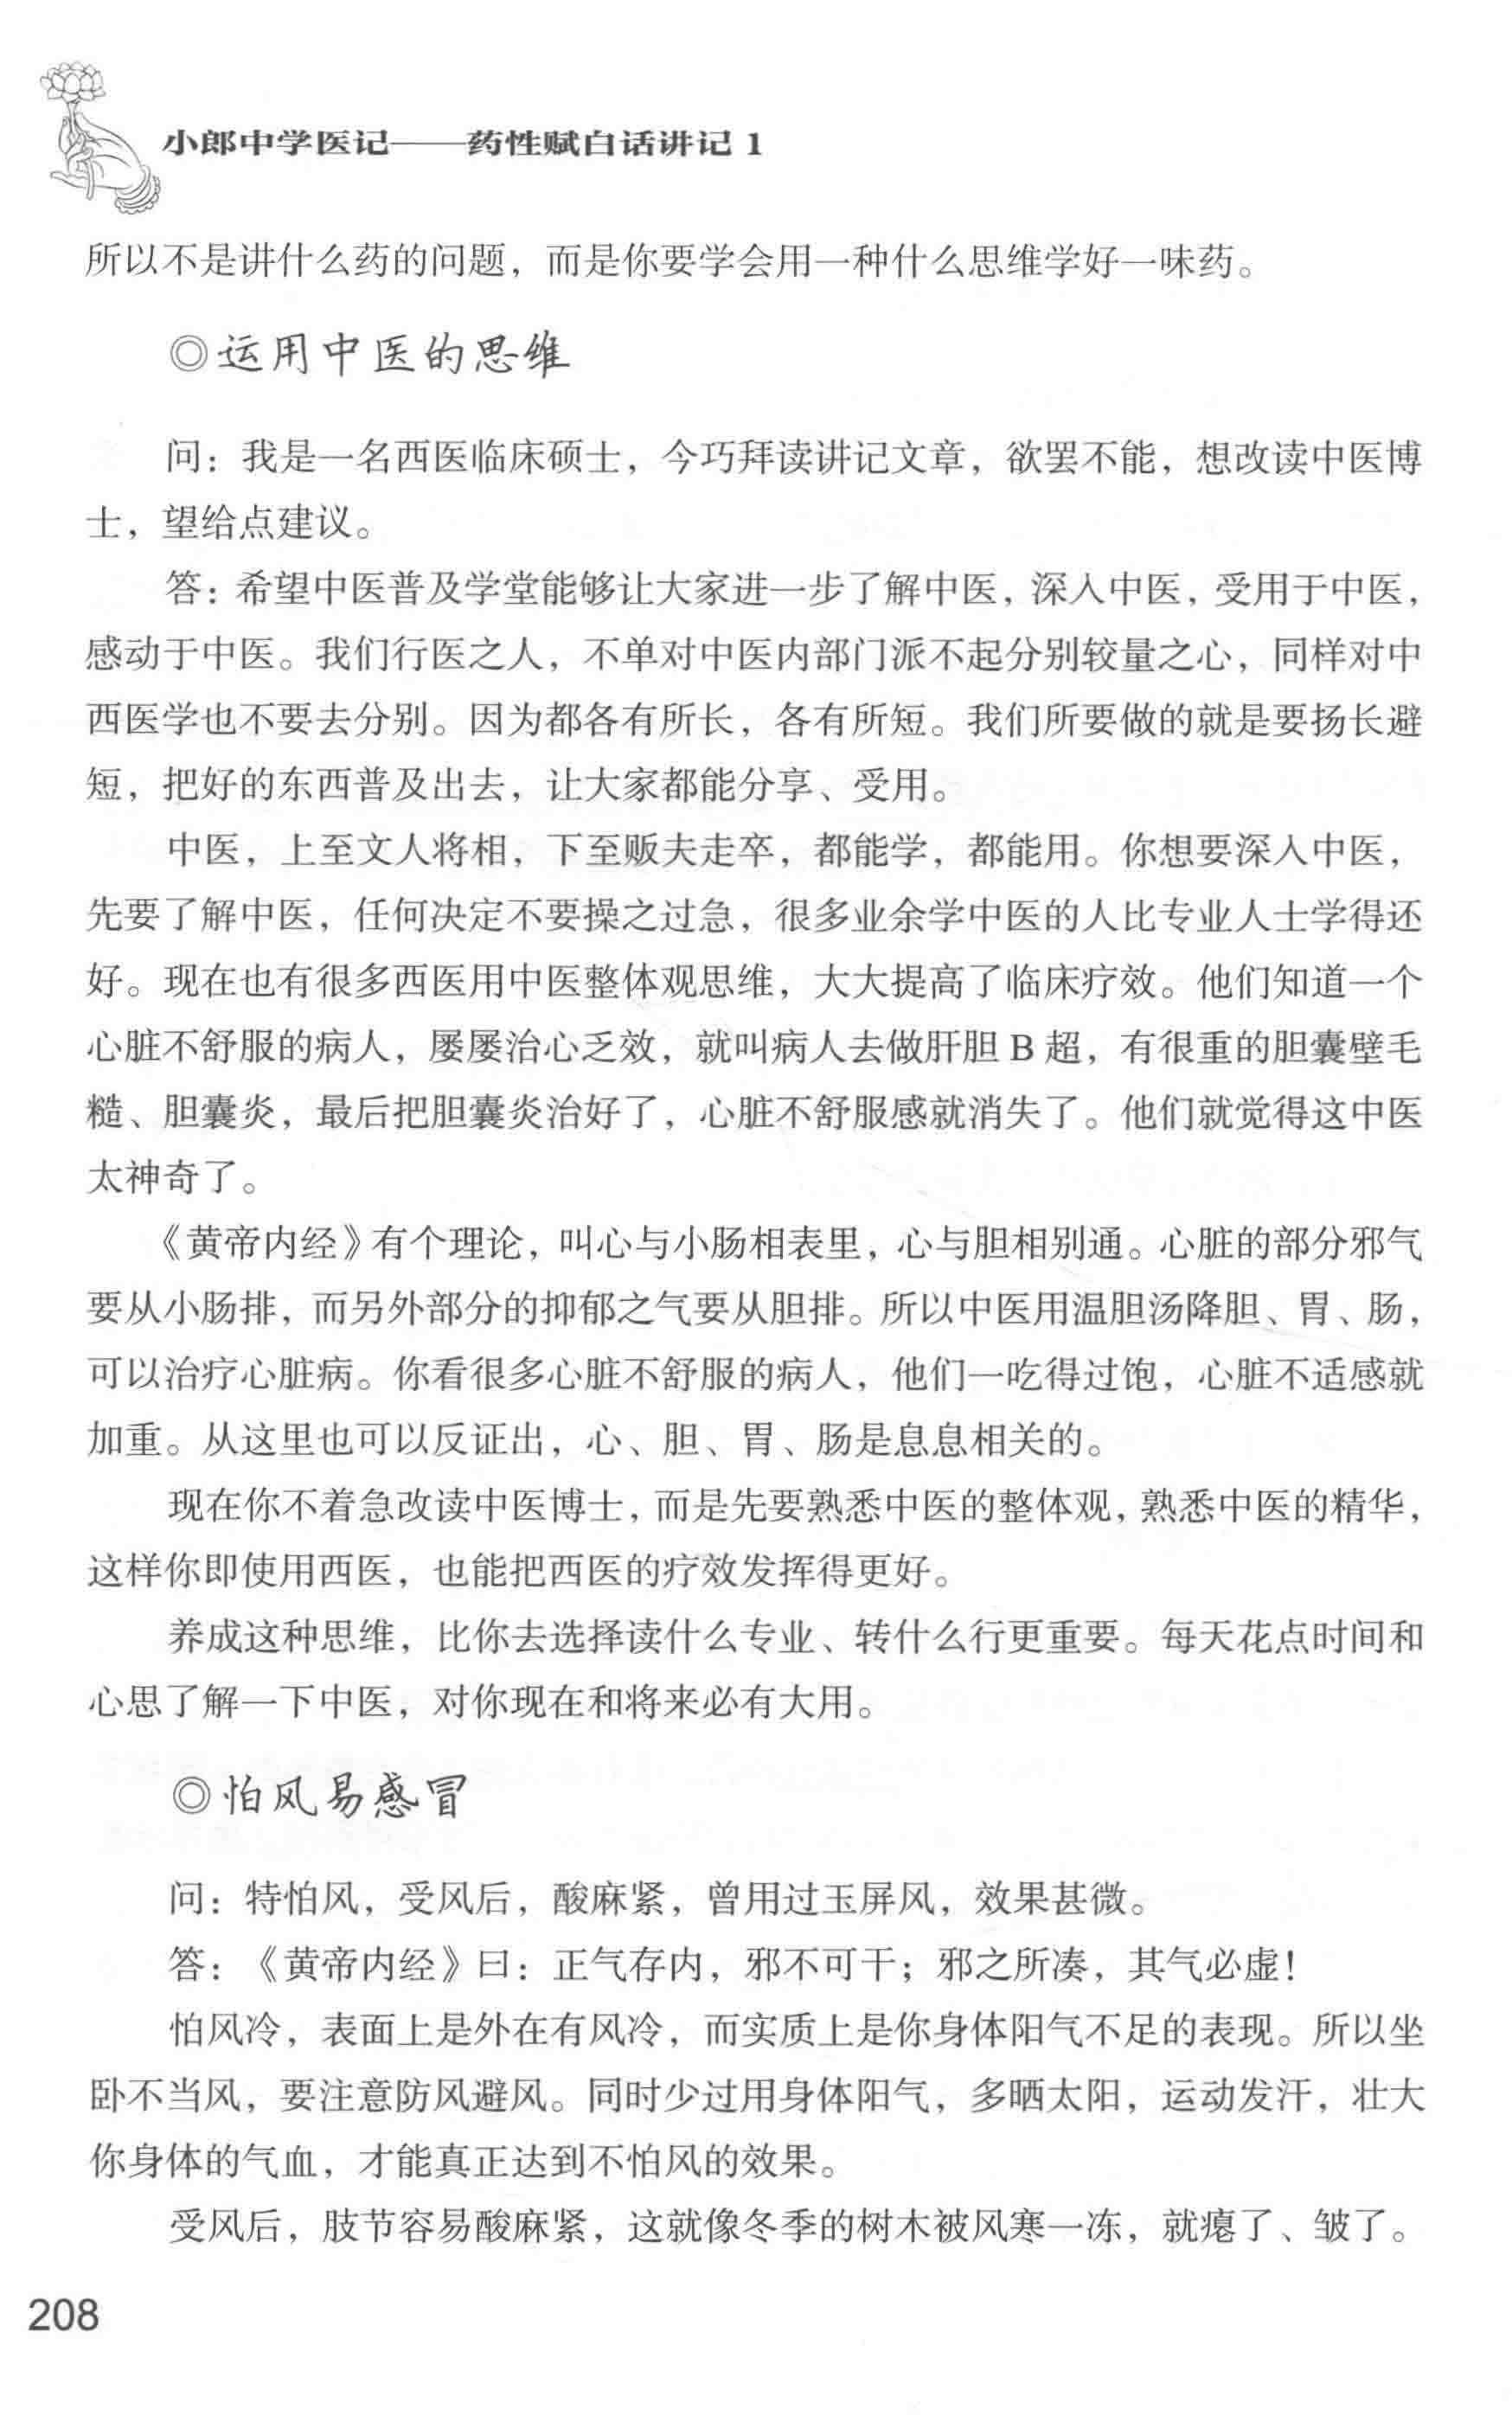 小郎中学医记——药性赋白话讲记 1
所以不是讲什么药的问题，而是你要学会用一种什么思维学好一味药。
◎运用中医的思维
问：我是一名西医临床硕士，今巧拜读讲记文章，欲罢不能，想改读中医博
士，望给点建议。
答：希望中医普及学堂能够让大家进一步了解中医，深入中医，受用于中医，
感动于中医。我们行医之人，不单对中医内部门派不起分别较量之心，同样对中
西医学也不要去分别。因为都各有所长，各有所短。我们所要做的就是要扬长避
短，把好的东西普及出去，让大家都能分享、受用。
中医，上至文人将相，下至贩夫走卒，都能学，都能用。你想要深入中医，
先要了解中医，任何决定不要操之过急，很多业余学中医的人比专业人士学得还
好。现在也有很多西医用中医整体观思维，大大提高了临床疗效。他们知道一个
心脏不舒服的病人，屡屡治心乏效，就叫病人去做肝胆 B 超，有很重的胆囊壁毛
糙、胆囊炎，最后把胆囊炎治好了，心脏不舒服感就消失了。他们就觉得这中医
太神奇了。
《黄帝内经》有个理论，叫心与小肠相表里，心与胆相别通。心脏的部分邪气
要从小肠排，而另外部分的抑郁之气要从胆排。所以中医用温胆汤降胆、胃、肠，
可以治疗心脏病。你看很多心脏不舒服的病人，他们一吃得过饱，心脏不适感就
加重。从这里也可以反证出，心、胆、胃、肠是息息相关的。
现在你不着急改读中医博士，而是先要熟悉中医的整体观，熟悉中医的精华，
这样你即使用西医，也能把西医的疗效发挥得更好。
养成这种思维，比你去选择读什么专业、转什么行更重要。每天花点时间和
心思了解一下中医，对你现在和将来必有大用。
◎怕风易感冒
问：特怕风，受风后，酸麻紧，曾用过玉屏风，效果甚微。
答：《黄帝内经》曰：正气存内，邪不可干；邪之所凑，其气必虚！
怕风冷，表面上是外在有风冷，而实质上是你身体阳气不足的表现。所以坐
卧不当风，要注意防风避风。同时少过用身体阳气，多晒太阳，运动发汗，壮大
你身体的气血，才能真正达到不怕风的效果。
受风后，肢节容易酸麻紧，这就像冬季的树木被风寒一冻，就瘪了、皱了。
208